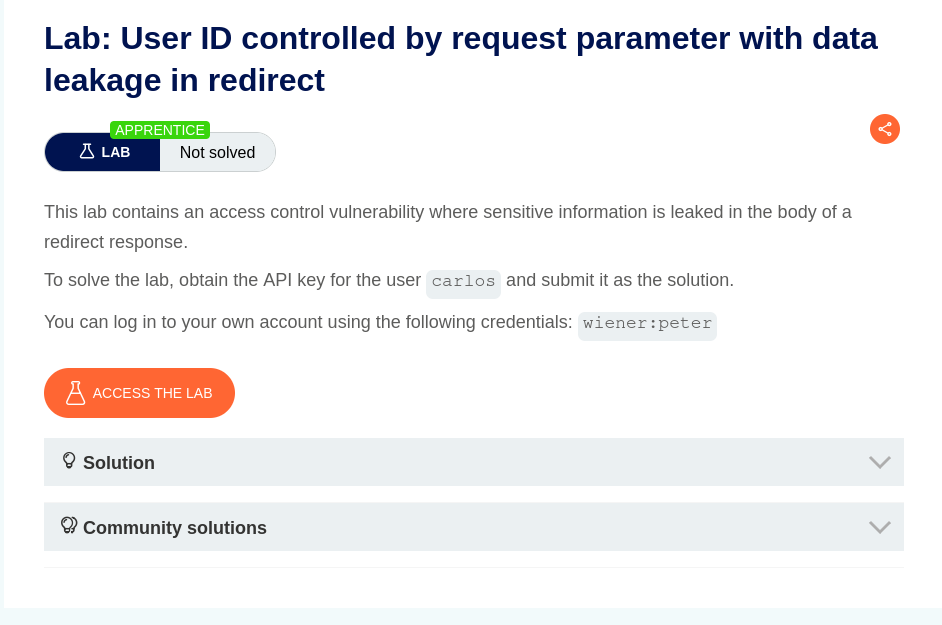 Lab: User ID controlled by request parameter with data
leakage in redirect
APPRENTICE
LAB Not solved
This lab contains an access control vulnerability where sensitive information is leaked in the body of a
redirect response.
To solve the lab, obtain the API key for the user carlos and submit it as the solution.
You can log in to your own account using the following credentials: wiener:peter
ACCESS THE LAB
Solution
Community solutions